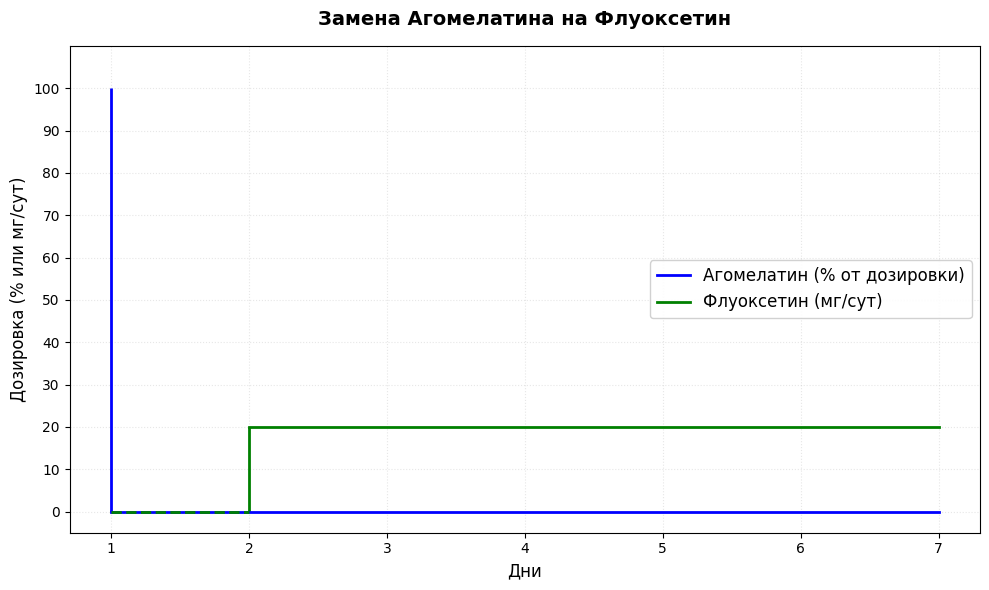 Замена Агомелатина на Флуоксетин
Дозировка (% или мг/сут)
100
90
80
70
60
50
40
30
20
10
0
Агомелатин (% от дозировки)
Флуоксетин (мг/сут)
1 2 3 4 5 6 7
Дни